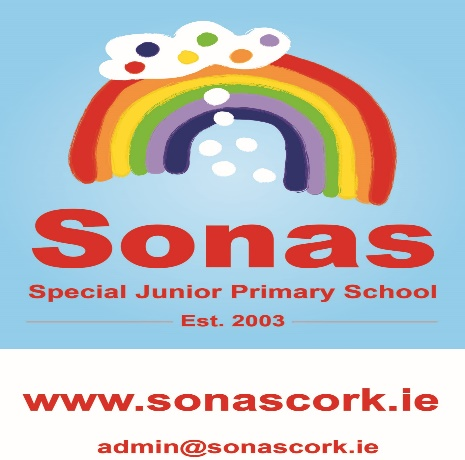 Sonas
Special Junior Primary School
Est. 2003
www.sonascork.ie
admin@sonascork.ie